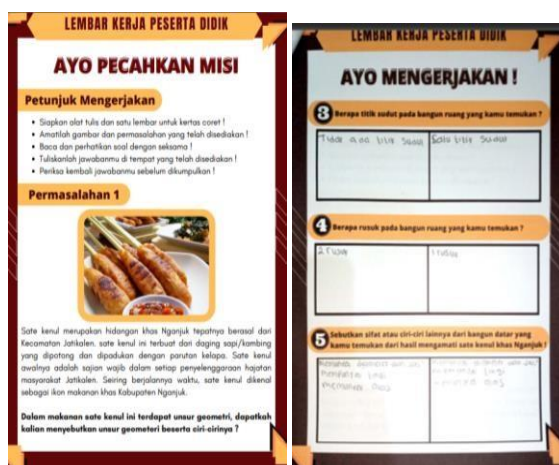 LEMBAR KERJA PESERTA DIDIK
AYO PECAHKAN MISI
Petunjuk Mengerjakan
• Siapkan alat tulis dan satu lembar untuk kertas coret !
• Amatilah gambar dan permasalahan yang telah disediakan !
• Baca dan perhatikan soal dengan seksama !
• Tuliskanlah jawabanmu di tempat yang telah disediakan !
• Periksa kembali jawabanmu sebelum dikumpulkan !
Permasalahan 1
Sate kenul merupakan hidangan khas Nganjuk tepatnya berasal dari
Kecamatan Jatikalen. sate kenul ini terbuat dari daging sapi/kambing
yang dipotong dan dipadukan dengan parutan kelapa. Sate kenul
awalnya adalah sajian wajib dalam setiap penyelenggaraan hajatan
masyarakat Jatikalen. Seiring berjalannya waktu, sate kenul dikenal
sebagai ikon makanan khas Kabupaten Nganjuk.
Dalam makanan sate kenul ini terdapat unsur geometri, dapatkah
kalian menyebutkan unsur geometeri beserta ciri-cirinya ?
LEMBAR KERJA PESERTA DIDIK
AYO MENGERJAKAN !
3 Berapa titik sudut pada bangun ruang yang kamu temukan ?
Tidak ada titik sudut
Satu titik sudut
4 Berapa rusuk pada bangun ruang yang kamu temukan ?
2 rusuk
1 rusuk
5 Sebutkan sifat atau ciri-ciri lainnya dari bangun datar yang
kamu temukan dari hasil mengamati sate kenul khas Nganjuk !